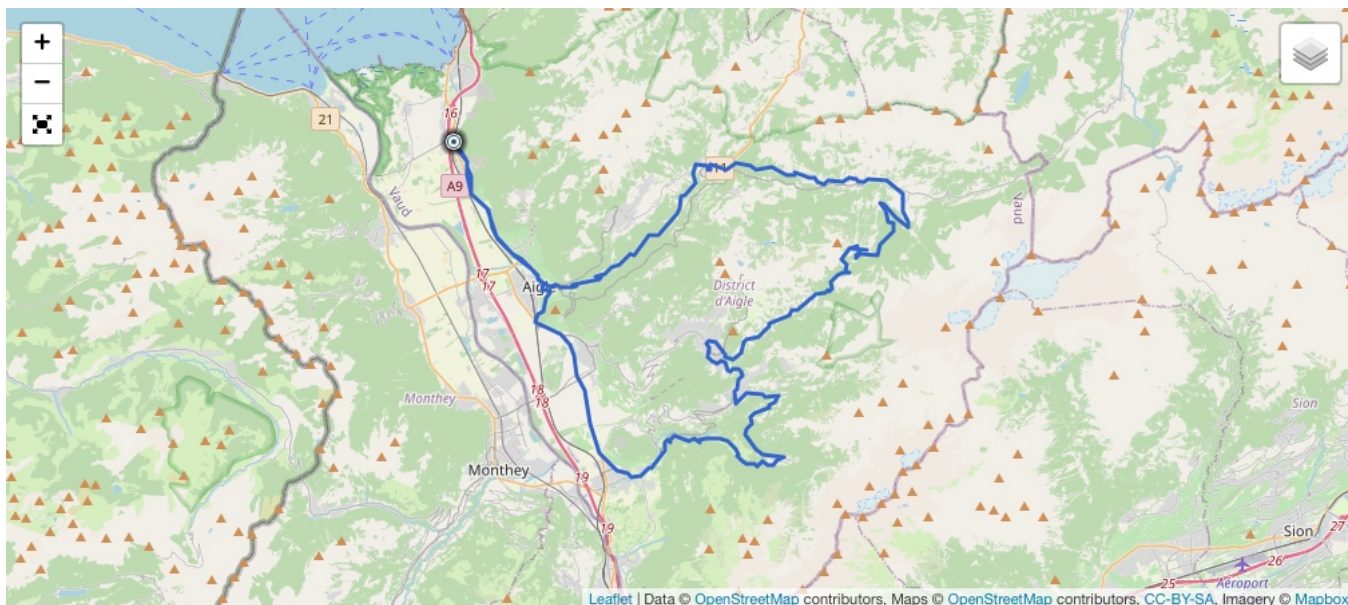 +
−
21
16
A9
Vaud
11
Vaud
17
17
Aigle
District
d'Aigle
18
18
Monthey
Monthey
19
19
Sion
Sion
27
26
25
Aéroport
Leaflet | Data © OpenStreetMap contributors, Maps © OpenStreetMap contributors, CC-BY-SA, Imagery © Mapbox